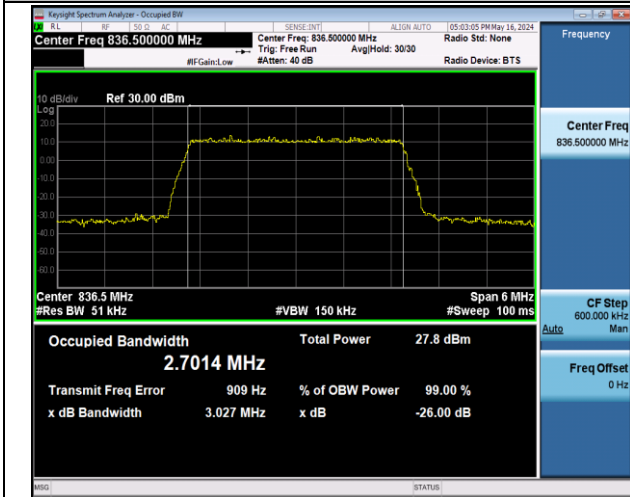 Keysight Spectrum Analyzer - Occupied BW
RL RF 50 Ω AC SENSE:INT ALIGN AUTO 05:03:05 PM May 16, 2024
Center Freq 836.500000 MHz
Center Freq: 836.500000 MHz
Radio Std: None
Trig: Free Run Avg|Hold: 30/30
#IFGain:Low #Atten: 40 dB Radio Device: BTS
10 dB/div Ref 30.00 dBm
Log
20.0
10.0
0.00
-10.0
-20.0
-30.0
-40.0
-50.0
-60.0
Center 836.5 MHz Span 6 MHz
#Res BW 51 kHz #VBW 150 kHz #Sweep 100 ms
Occupied Bandwidth Total Power 27.8 dBm
2.7014 MHz
Transmit Freq Error 909 Hz % of OBW Power 99.00 %
x dB Bandwidth 3.027 MHz x dB -26.00 dB
MSG STATUS
Frequency
Center Freq
836.500000 MHz
CF Step
600.000 kHz
Auto Man
Freq Offset
0 Hz